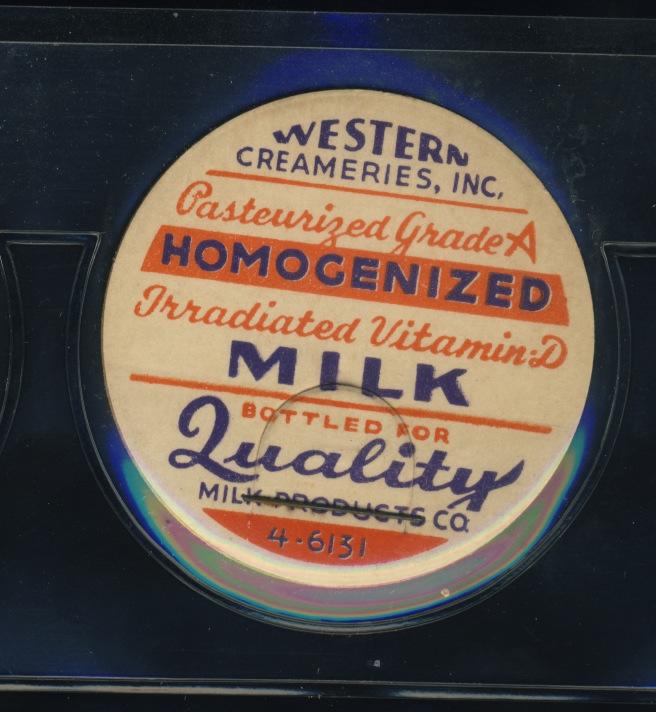 WESTERN
CREAMERIES, INC.
Pasteurized Grade A
HOMOGENIZED
Irradiated Vitamin-D
MILK
BOTTLED FOR
Quality
MILK PRODUCTS CO.
4-6131